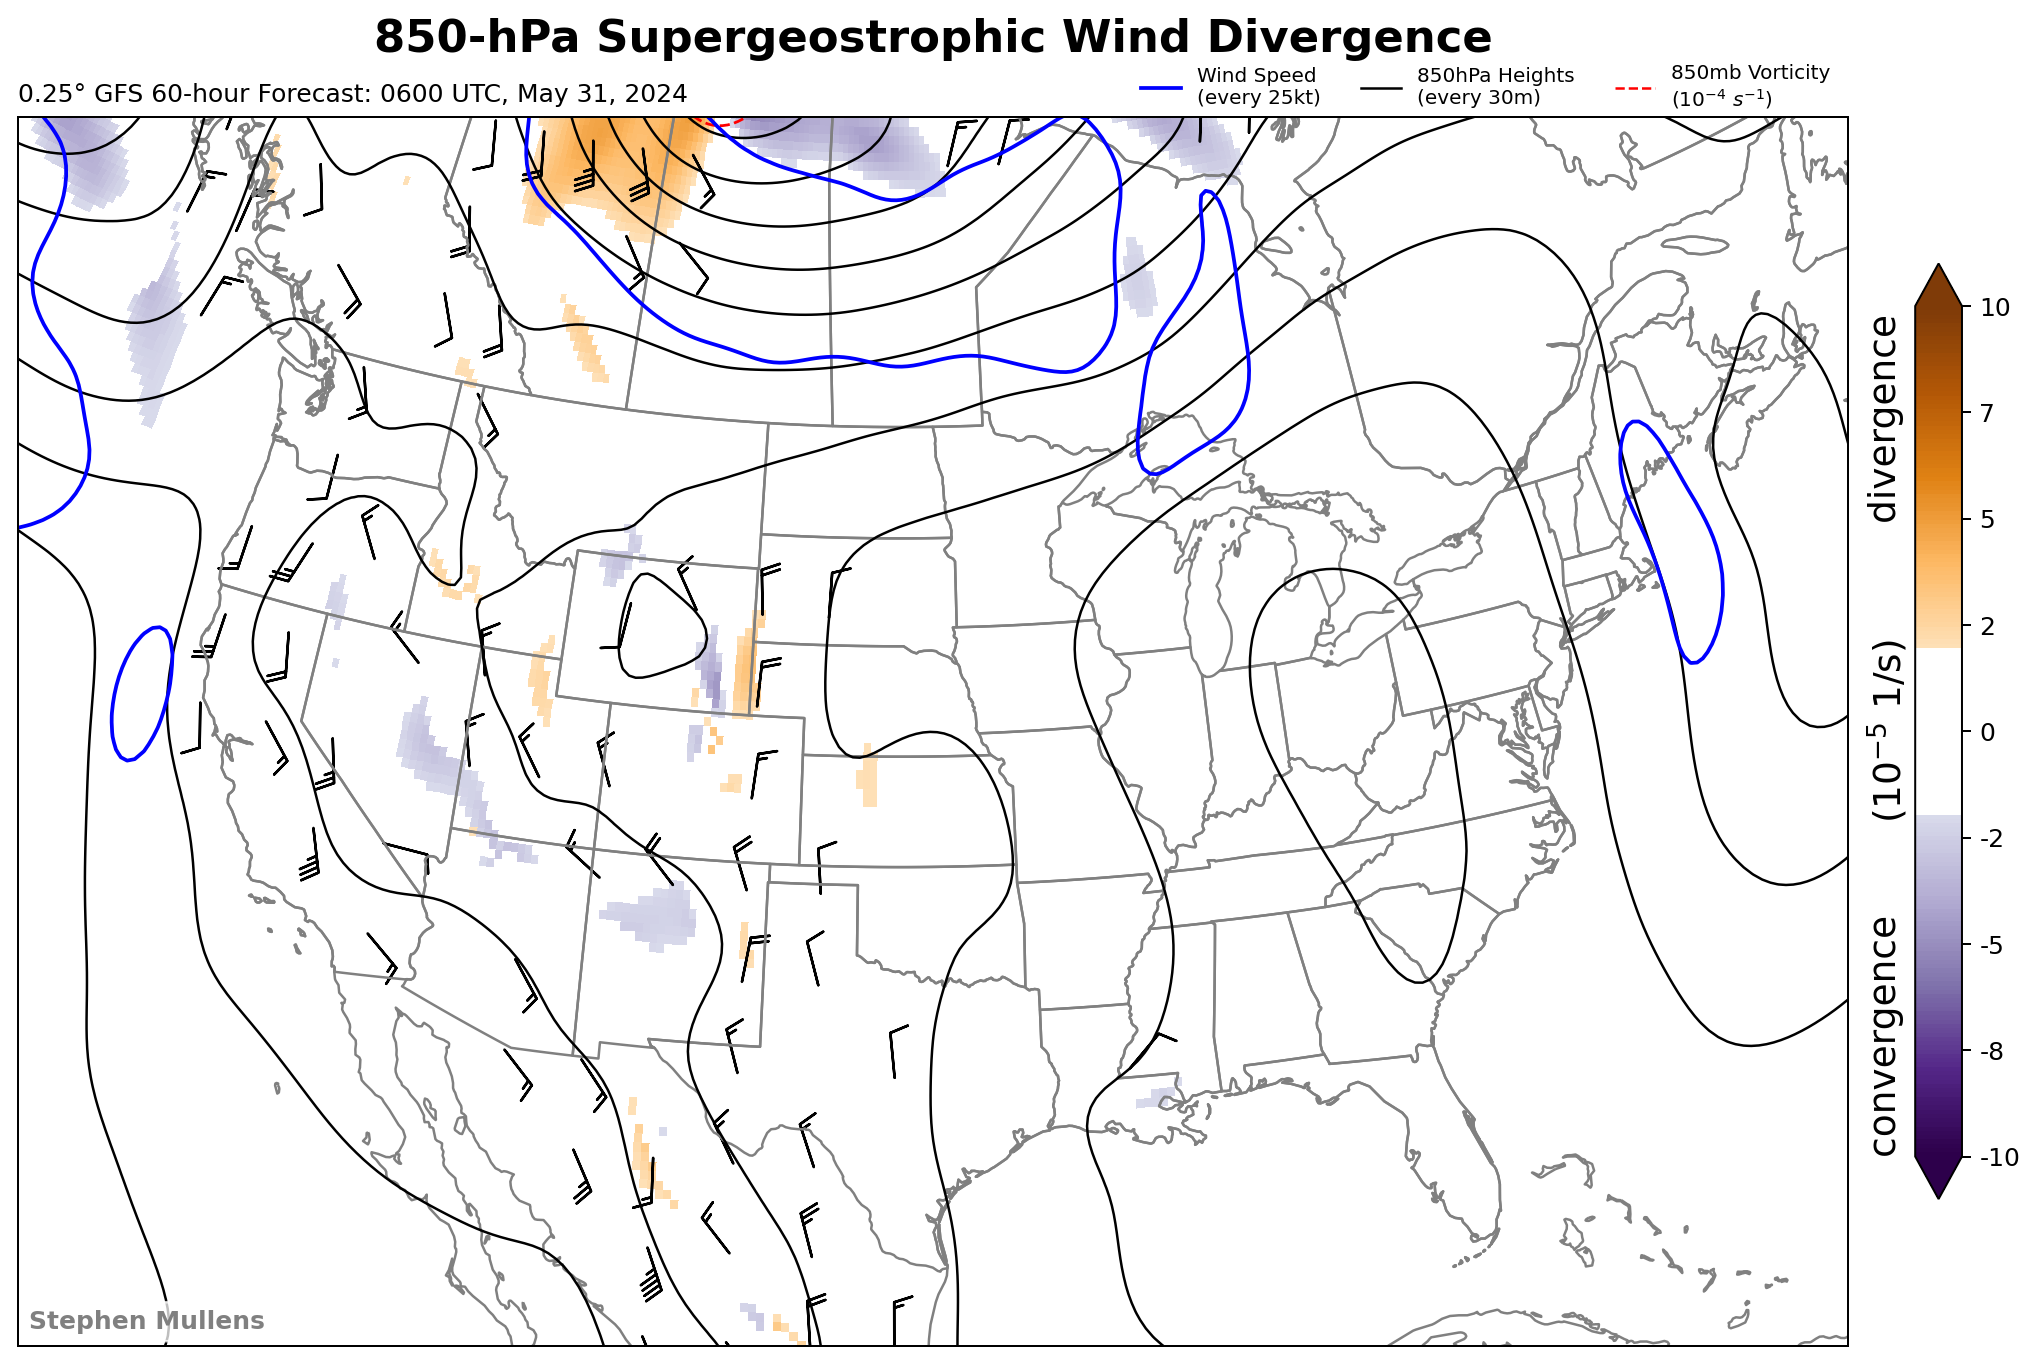 850-hPa Supergeostrophic Wind Divergence
0.25° GFS 60-hour Forecast: 0600 UTC, May 31, 2024
Wind Speed
(every 25kt)
850hPa Heights
(every 30m)
850mb Vorticity
(10⁻⁴ s⁻¹)
10
7
5
2
0
-2
-5
-8
-10
convergence (10⁻⁵ 1/s) divergence
Stephen Mullens